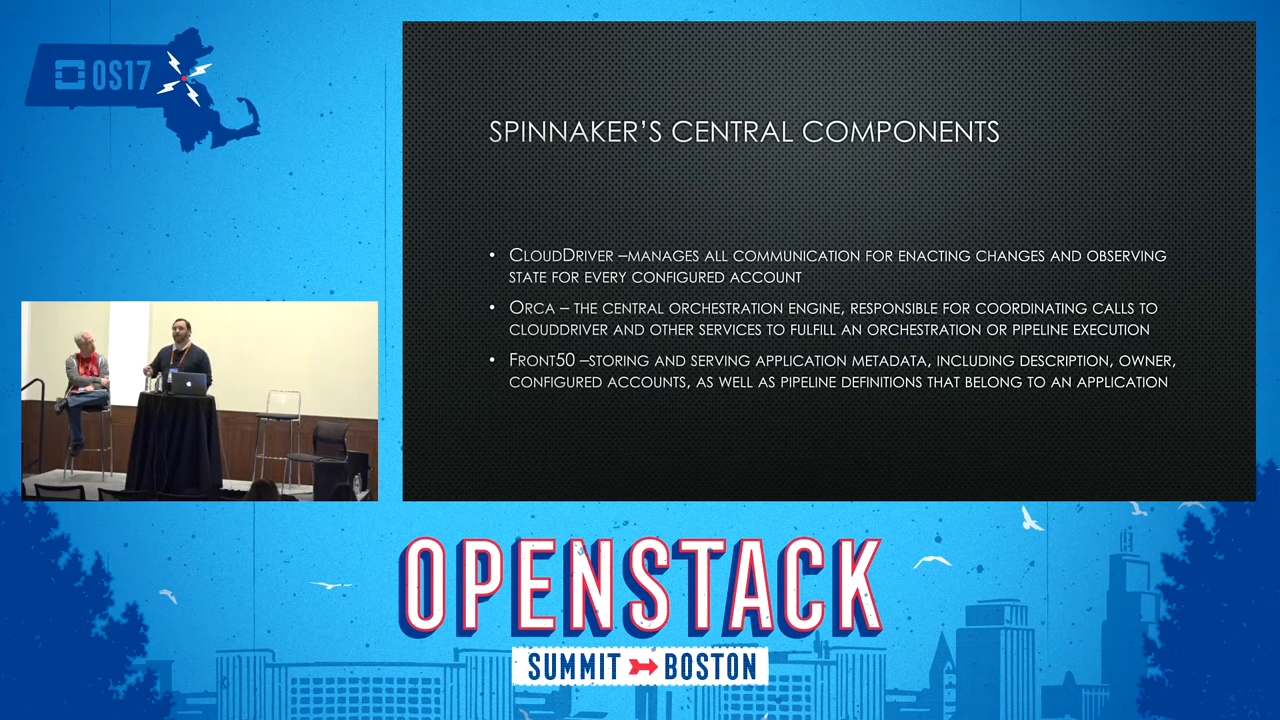 OS17
SPINNAKER'S CENTRAL COMPONENTS
• CLOUDDRIVER –MANAGES ALL COMMUNICATION FOR ENACTING CHANGES AND OBSERVING
STATE FOR EVERY CONFIGURED ACCOUNT
• ORCA – THE CENTRAL ORCHESTRATION ENGINE, RESPONSIBLE FOR COORDINATING CALLS TO
CLOUDDRIVER AND OTHER SERVICES TO FULFILL AN ORCHESTRATION OR PIPELINE EXECUTION
• FRONT50 –STORING AND SERVING APPLICATION METADATA, INCLUDING DESCRIPTION, OWNER,
CONFIGURED ACCOUNTS, AS WELL AS PIPELINE DEFINITIONS THAT BELONG TO AN APPLICATION
OPENSTACK
SUMMIT BOSTON